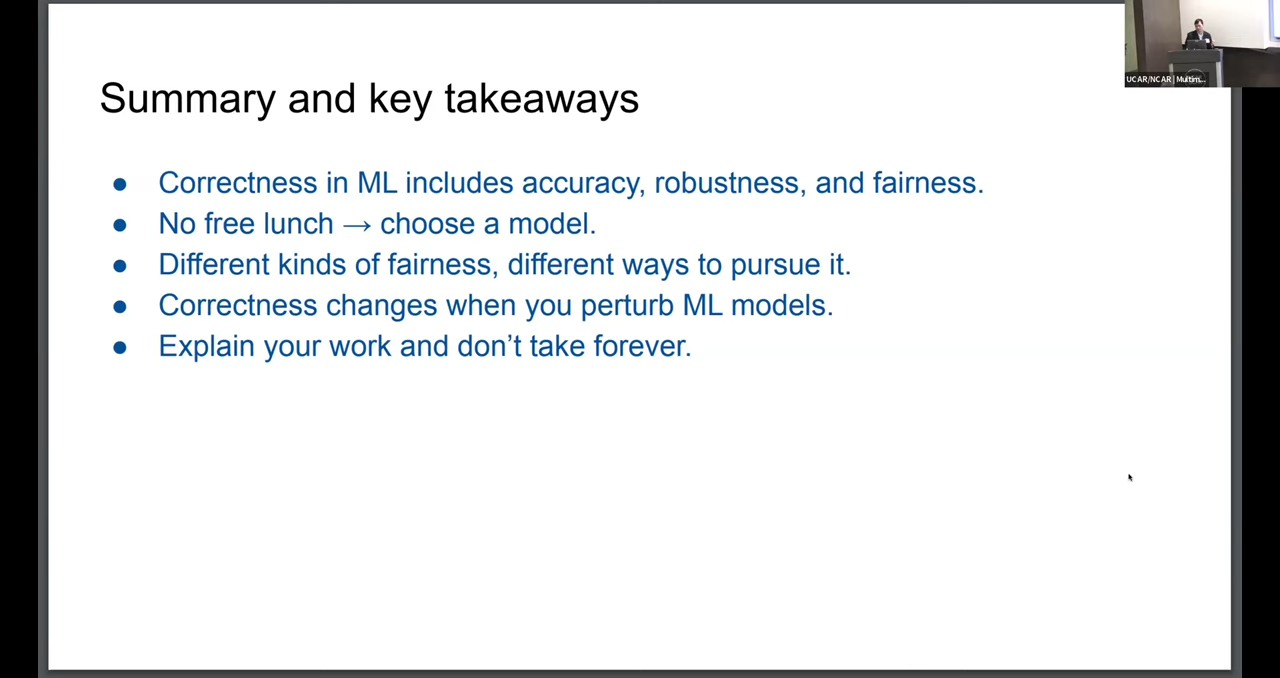 UCAR/NCAR | Multim...
Summary and key takeaways
● Correctness in ML includes accuracy, robustness, and fairness.
● No free lunch → choose a model.
● Different kinds of fairness, different ways to pursue it.
● Correctness changes when you perturb ML models.
● Explain your work and don’t take forever.